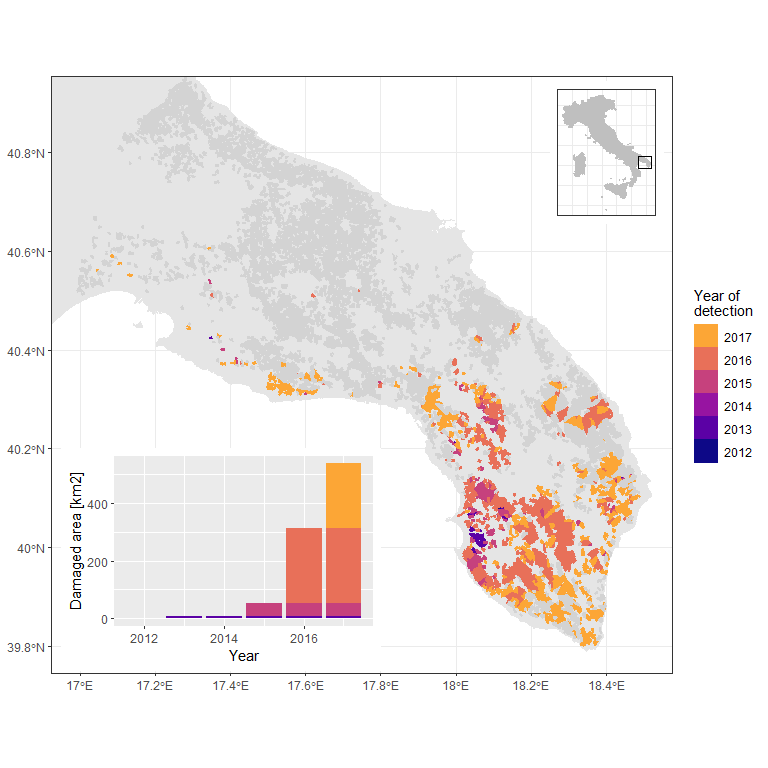 40.8°N
40.6°N
40.4°N
40.2°N
40°N
39.8°N
17°E
17.2°E
17.4°E
17.6°E
17.8°E
18°E
18.2°E
18.4°E
Damaged area [km2]
400
200
0
2012
2014
2016
Year
Year of
detection
2017
2016
2015
2014
2013
2012